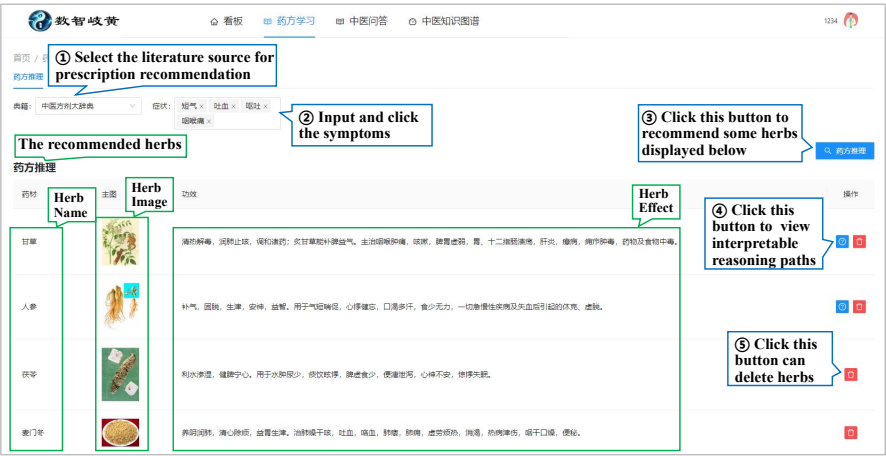 数智岐黄
看板
药方学习
中医问答
中医知识图谱
1234
首页 /
药方推理
① Select the literature source for
prescription recommendation
典籍: 中医方剂大辞典
症状: 短气 × 吐血 × 呕吐 ×
咽喉痛 ×
② Input and click
the symptoms
③ Click this button to
recommend some herbs
displayed below
药方推理
The recommended herbs
药方推理
药材
Herb
Name
主图
Herb
Image
功效
Herb
Effect
操作
④ Click this
button to view
interpretable
reasoning paths
甘草
清热解毒，润肺止咳，调和诸药；炙甘草能补脾益气。主治咽喉肿痛，咳嗽，脾胃虚弱，胃、十二指肠溃疡，肝炎，癔病，痈疖肿毒，药物及食物中毒。
人参
补气，固脱，生津，安神，益智。用于气短喘促，心悸健忘，口渴多汗，食少无力，一切急慢性疾病及失血后引起的休克、虚脱。
⑤ Click this
button can
delete herbs
茯苓
利水渗湿，健脾宁心。用于水肿尿少，痰饮眩悸，脾虚食少，便溏泄泻，心神不安，惊悸失眠。
麦门冬
养阴润肺，清心除烦，益胃生津。治肺燥干咳，吐血，咯血，肺痿，肺痈，虚劳烦热，消渴，热病津伤，咽干口燥，便秘。